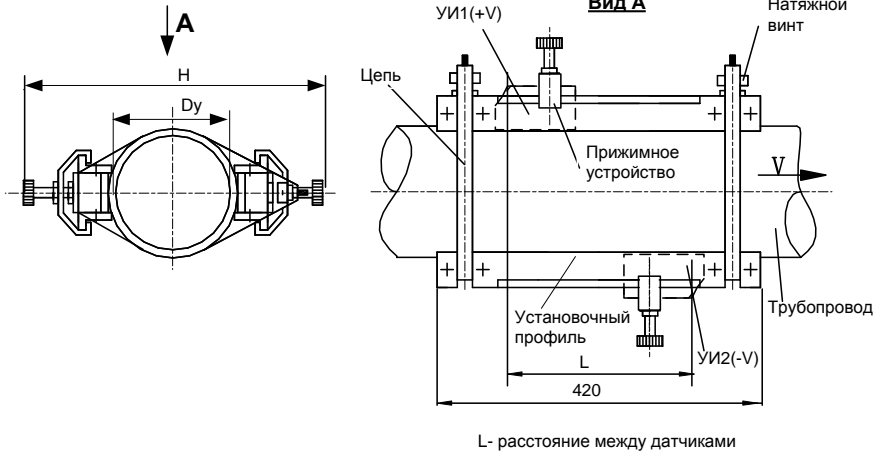 A
H
Dy
УИ1(+V)
Вид А
Натяжной
винт
Цепь
Прижимное
устройство
V
Установочный
профиль
Трубопровод
УИ2(-V)
L
420
L- расстояние между датчиками